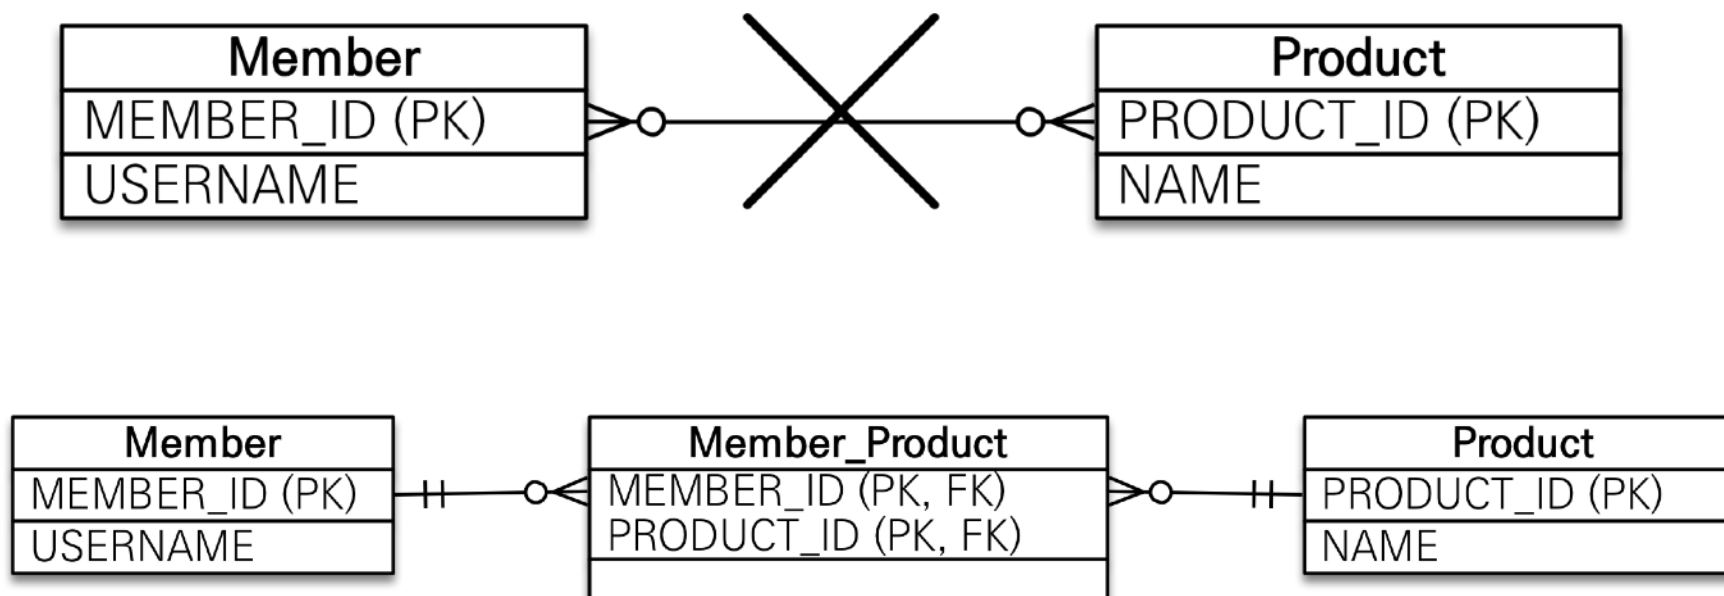 Member
MEMBER_ID (PK)
USERNAME
Product
PRODUCT_ID (PK)
NAME
Member
MEMBER_ID (PK)
USERNAME
Member_Product
MEMBER_ID (PK, FK)
PRODUCT_ID (PK, FK)
Product
PRODUCT_ID (PK)
NAME